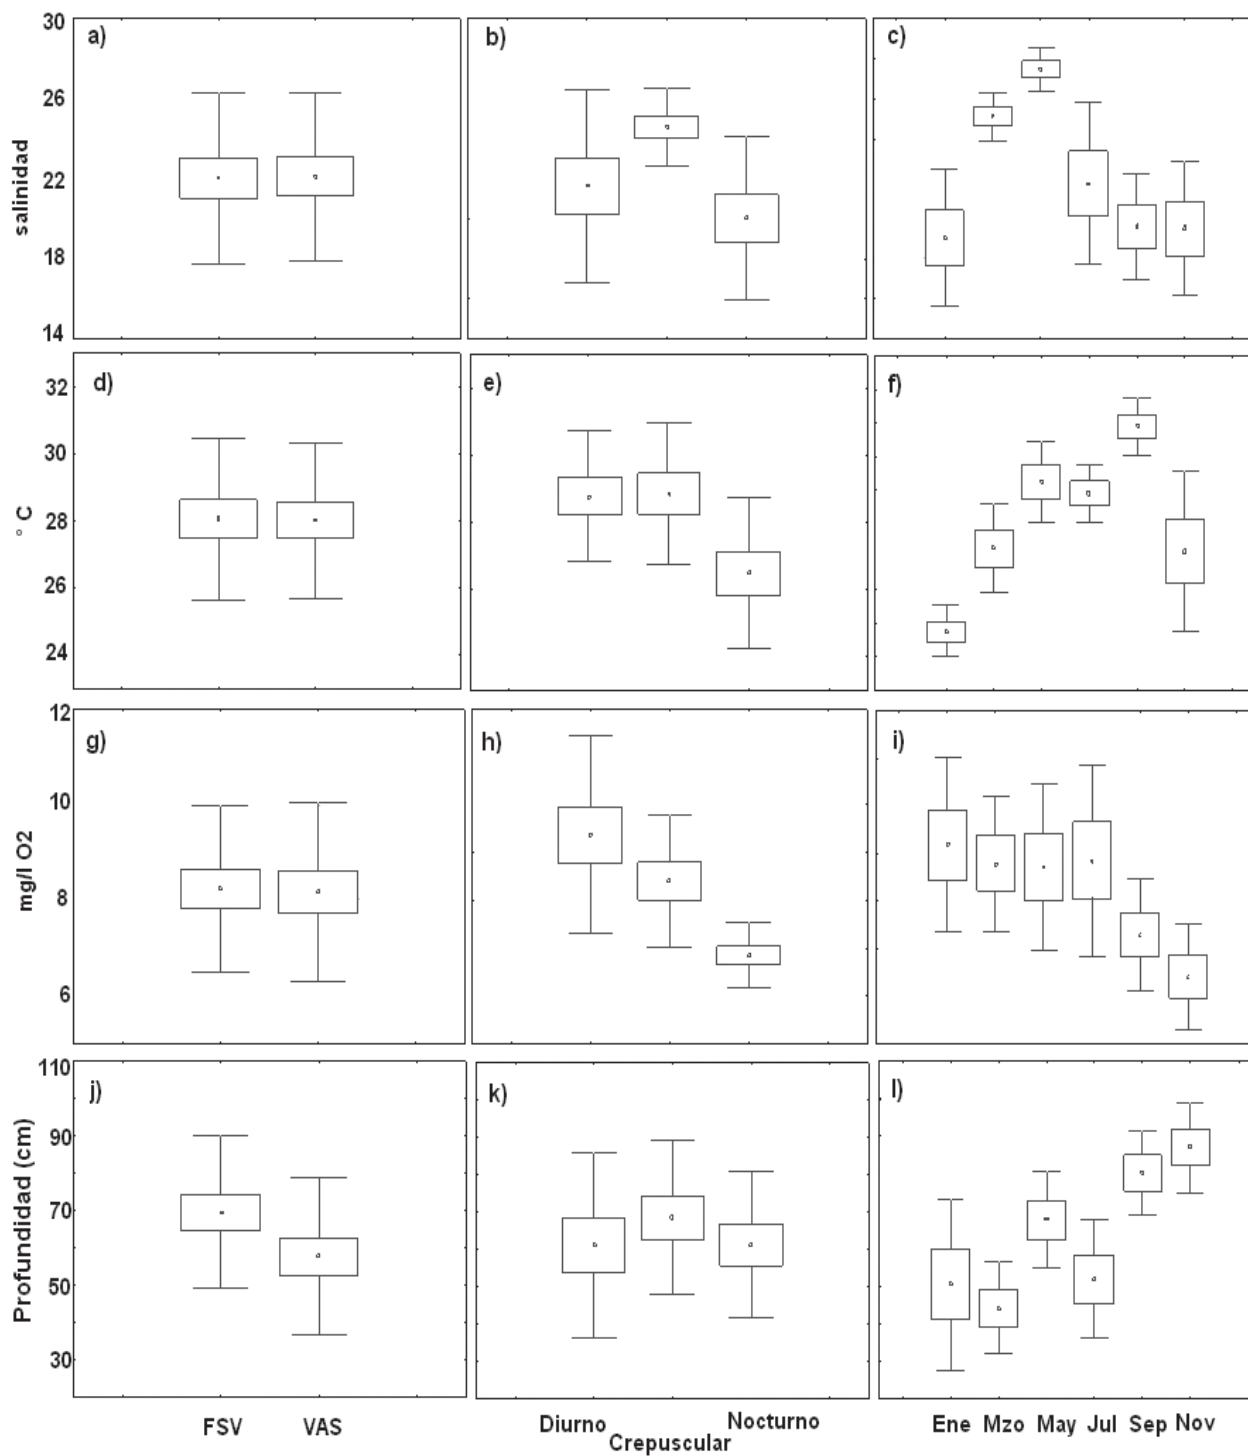 30
a)
b)
c)
26
salinidad
22
18
14
32
d)
e)
f)
30
° C
28
26
24
12
g)
h)
i)
10
mg/l O2
8
6
110
j)
k)
l)
90
Profundidad (cm)
70
50
30
FSV VAS Diurno Crepuscular Nocturno Ene Mzo May Jul Sep Nov